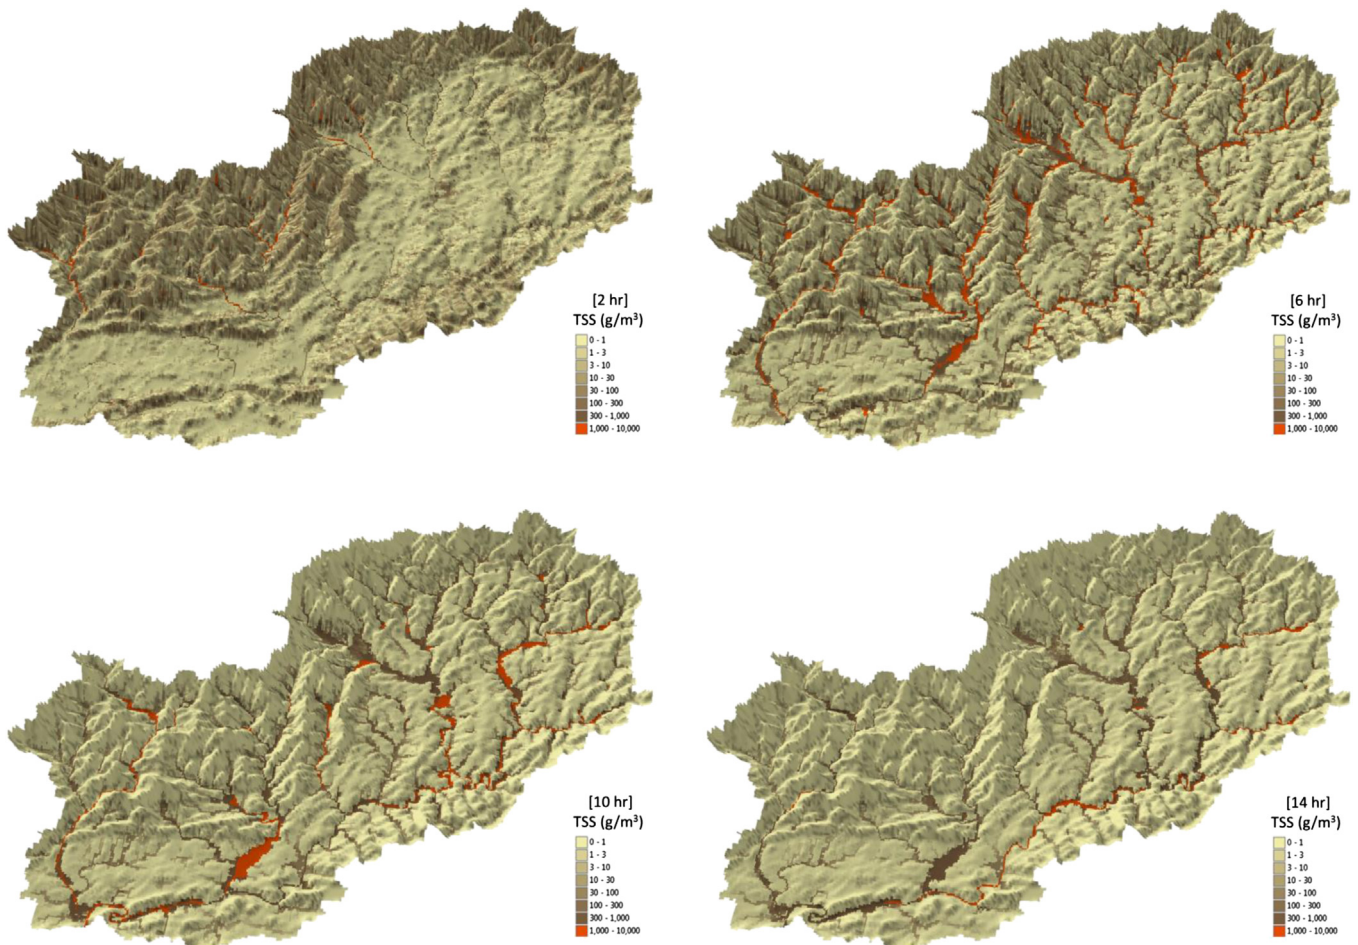 [2 hr]
TSS (g/m³)
0 - 1
1 - 3
3 - 10
10 - 30
30 - 100
100 - 300
300 - 1,000
1,000 - 10,000
[6 hr]
TSS (g/m³)
0 - 1
1 - 3
3 - 10
10 - 30
30 - 100
100 - 300
300 - 1,000
1,000 - 10,000
[10 hr]
TSS (g/m³)
0 - 1
1 - 3
3 - 10
10 - 30
30 - 100
100 - 300
300 - 1,000
1,000 - 10,000
[14 hr]
TSS (g/m³)
0 - 1
1 - 3
3 - 10
10 - 30
30 - 100
100 - 300
300 - 1,000
1,000 - 10,000